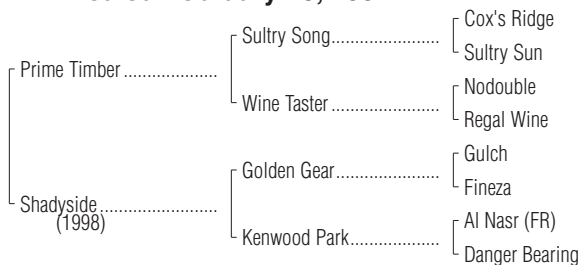 Cox's Ridge
Sultry Song
Sultry Sun
Prime Timber
Nodouble
Wine Taster
Regal Wine
Gulch
Golden Gear
Fineza
Shadyside
(1998)
Al Nasr (FR)
Kenwood Park
Danger Bearing